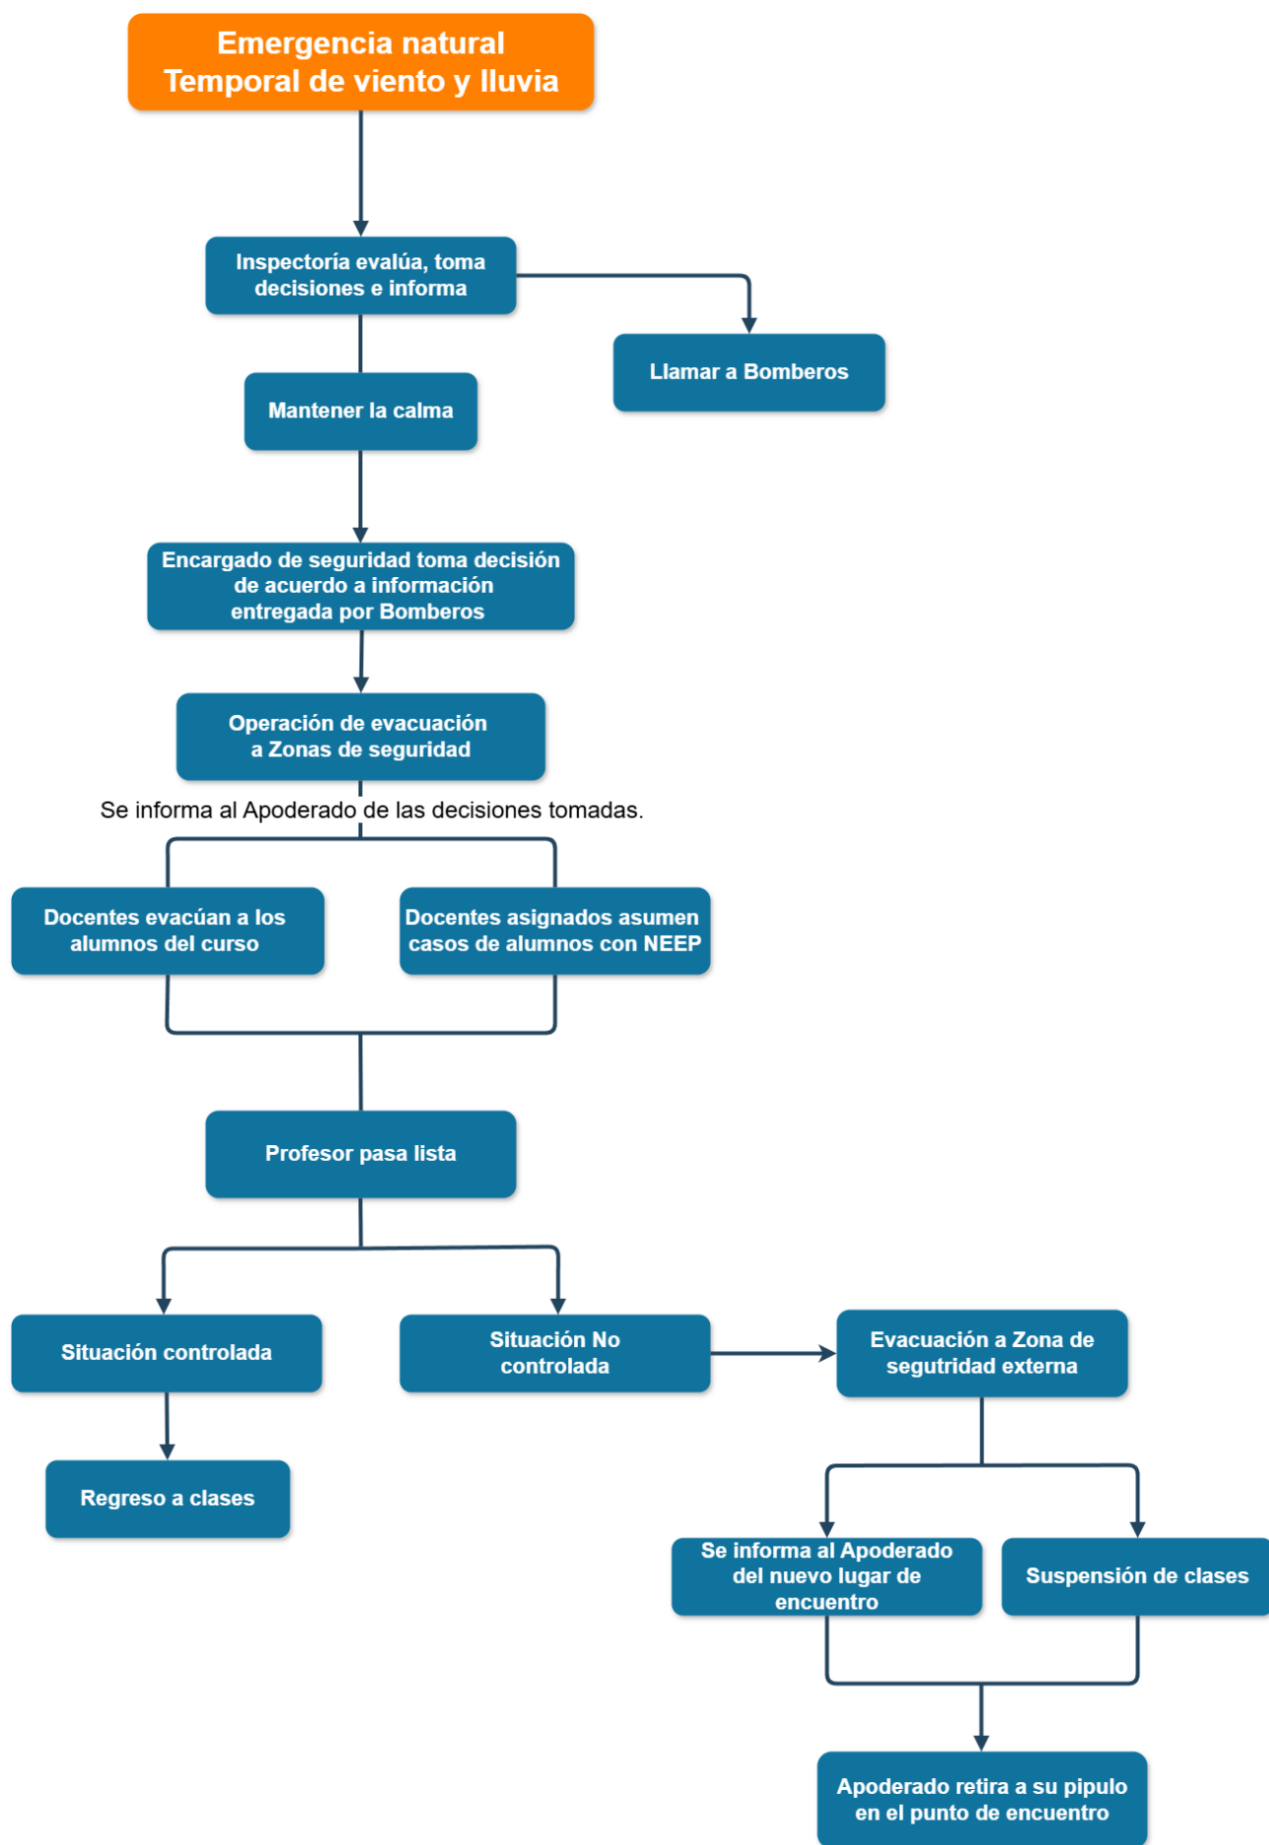 Emergencia natural
Temporal de viento y lluvia
Inspectoría evalúa, toma
decisiones e informa
Llamar a Bomberos
Mantener la calma
Encargado de seguridad toma decisión
de acuerdo a información
entregada por Bomberos
Operación de evacuación
a Zonas de seguridad
Se informa al Apoderado de las decisiones tomadas.
Docentes evacúan a los
alumnos del curso
Docentes asignados asumen
casos de alumnos con NEEP
Profesor pasa lista
Situación controlada
Situación No
controlada
Evacuación a Zona de
segutridad externa
Regreso a clases
Se informa al Apoderado
del nuevo lugar de
encuentro
Suspensión de clases
Apoderado retira a su pipulo
en el punto de encuentro